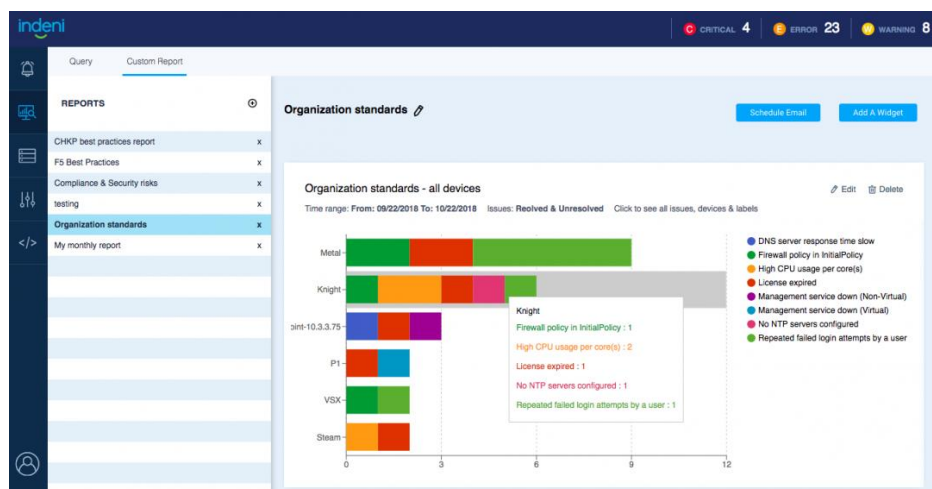 indeni
C CRITICAL 4 E ERROR 23 W WARNING 8
Query Custom Report
REPORTS
CHKP best practices report x
F5 Best Practices x
Compliance & Security risks x
testing x
Organization standards x
My monthly report x
</>
Organization standards
Schedule Email
Add A Widget
Organization standards - all devices
Edit Delete
Time range: From: 09/22/2018 To: 10/22/2018 Issues: Reolved & Unresolved Click to see all issues, devices & labels
Metal
Knight
oint-10.3.3.75
P1
VSX
Steam
0 3 6 9 12
Knight
Firewall policy in InitialPolicy : 1
High CPU usage per core(s) : 2
License expired : 1
No NTP servers configured : 1
Repeated failed login attempts by a user : 1
DNS server response time slow
Firewall policy in InitialPolicy
High CPU usage per core(s)
License expired
Management service down (Non-Virtual)
Management service down (Virtual)
No NTP servers configured
Repeated failed login attempts by a user